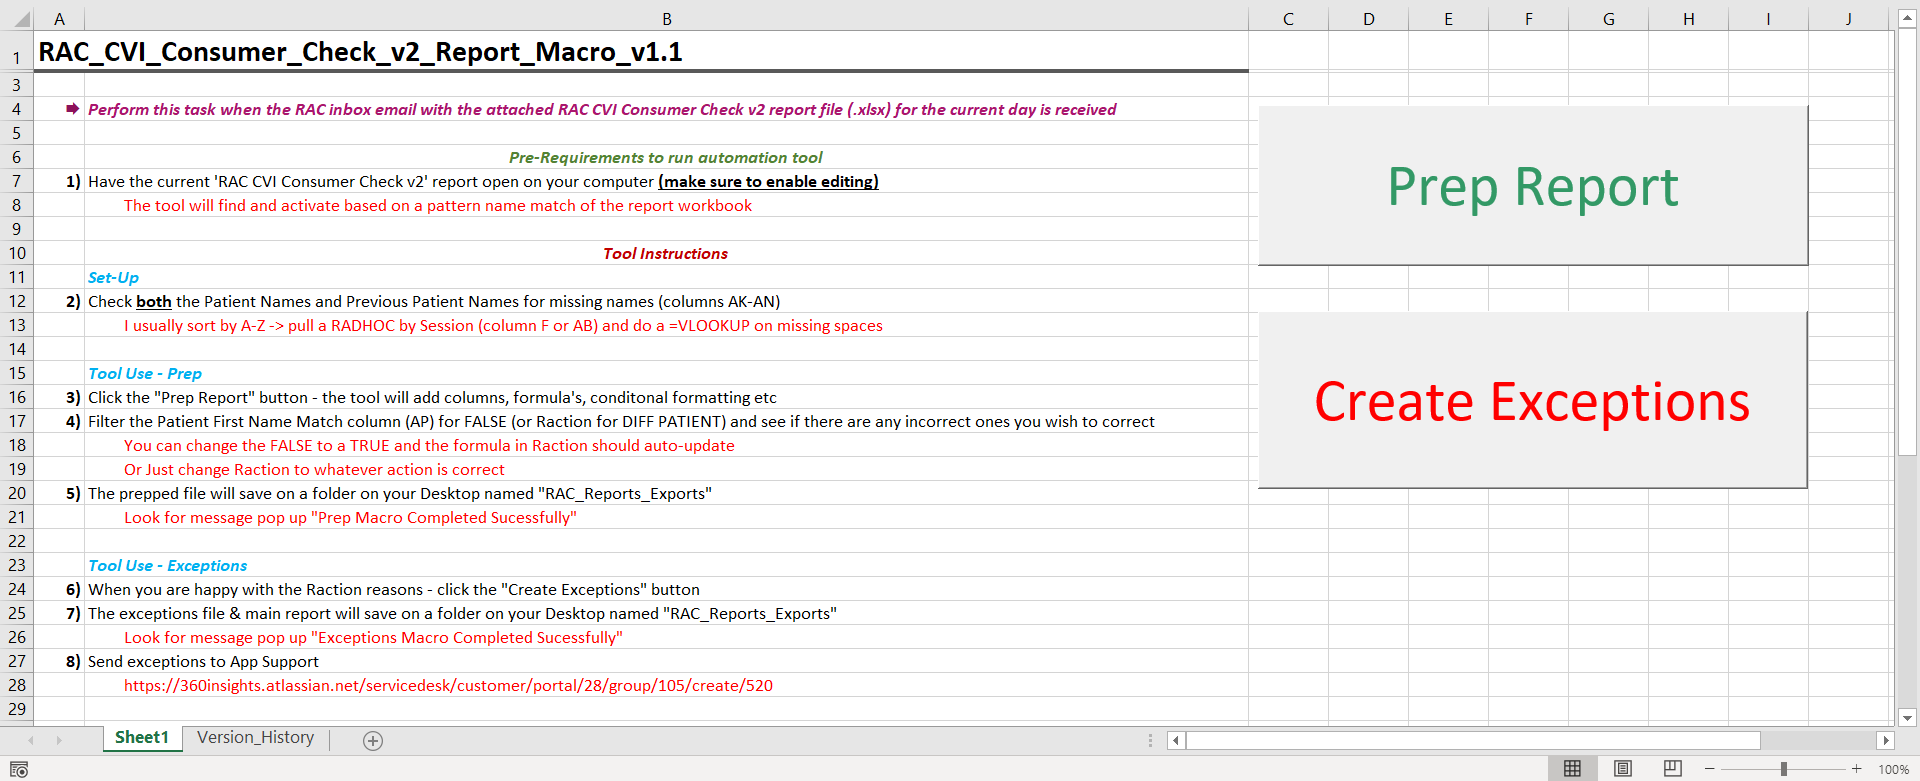 A B C D E F G H I J
1 RAC_CVI_Consumer_Check_v2_Report_Macro_v1.1
3
4 Perform this task when the RAC inbox email with the attached RAC CVI Consumer Check v2 report file (.xlsx) for the current day is received
5
6 Pre-Requirements to run automation tool
7 1) Have the current 'RAC CVI Consumer Check v2' report open on your computer (make sure to enable editing)
8 The tool will find and activate based on a pattern name match of the report workbook
Prep Report
9
10 Tool Instructions
11 Set-Up
12 2) Check both the Patient Names and Previous Patient Names for missing names (columns AK-AN)
13 I usually sort by A-Z -> pull a RADHOC by Session (column F or AB) and do a =VLOOKUP on missing spaces
14
15 Tool Use - Prep
16 3) Click the "Prep Report" button - the tool will add columns, formula's, conditonal formatting etc
Create Exceptions
17 4) Filter the Patient First Name Match column (AP) for FALSE (or Raction for DIFF PATIENT) and see if there are any incorrect ones you wish to correct
18 You can change the FALSE to a TRUE and the formula in Raction should auto-update
19 Or Just change Raction to whatever action is correct
20 5) The prepped file will save on a folder on your Desktop named "RAC_Reports_Exports"
21 Look for message pop up "Prep Macro Completed Sucessfully"
22
23 Tool Use - Exceptions
24 6) When you are happy with the Raction reasons - click the "Create Exceptions" button
25 7) The exceptions file & main report will save on a folder on your Desktop named "RAC_Reports_Exports"
26 Look for message pop up "Exceptions Macro Completed Sucessfully"
27 8) Send exceptions to App Support
28 https://360insights.atlassian.net/servicedesk/customer/portal/28/group/105/create/520
29
Sheet1 Version_History
100%